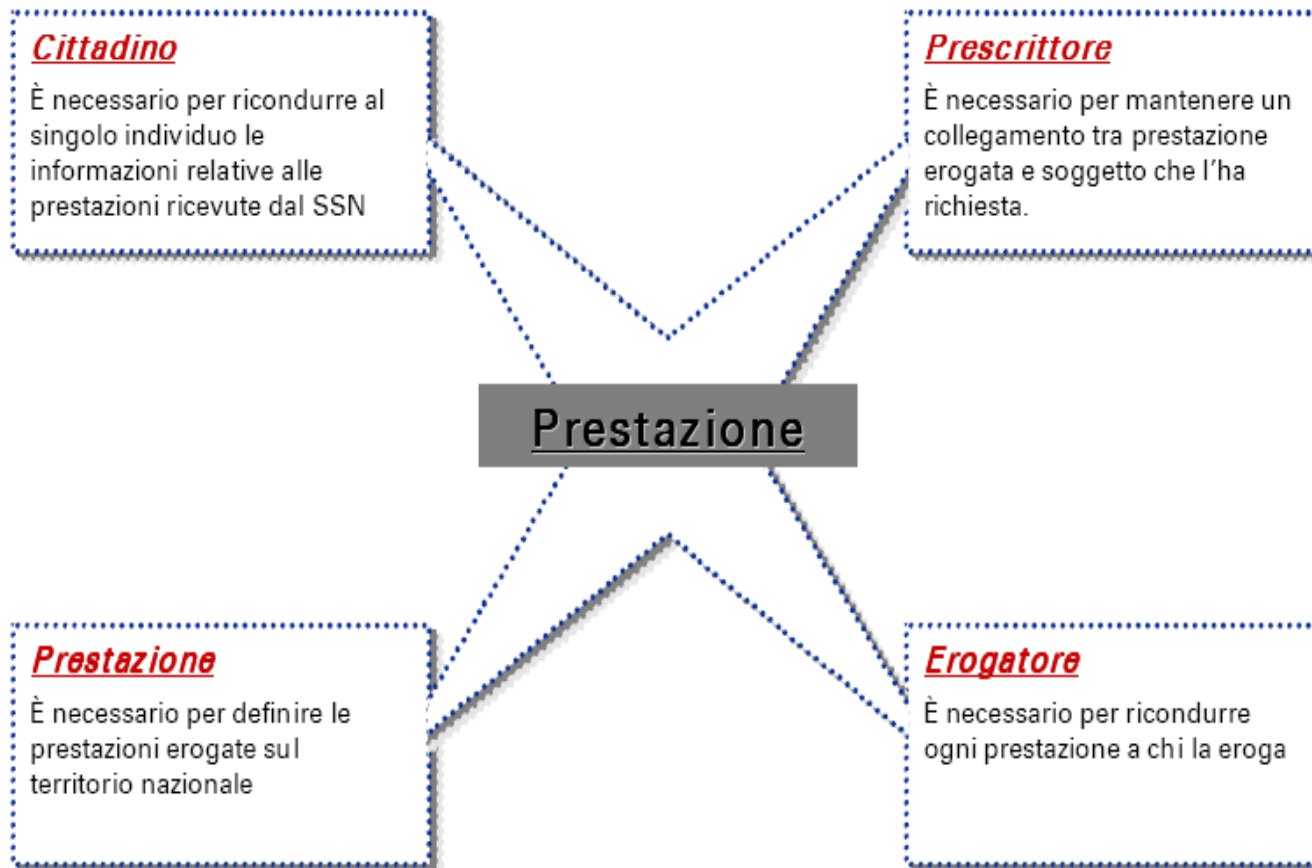 Cittadino
È necessario per ricondurre al
singolo individuo le
informazioni relative alle
prestazioni ricevute dal SSN
Prescrittore
È necessario per mantenere un
collegamento tra prestazione
erogata e soggetto che l'ha
richiesta.
Prestazione
Prestazione
È necessario per definire le
prestazioni erogate sul
territorio nazionale
Erogatore
È necessario per ricondurre
ogni prestazione a chi la eroga